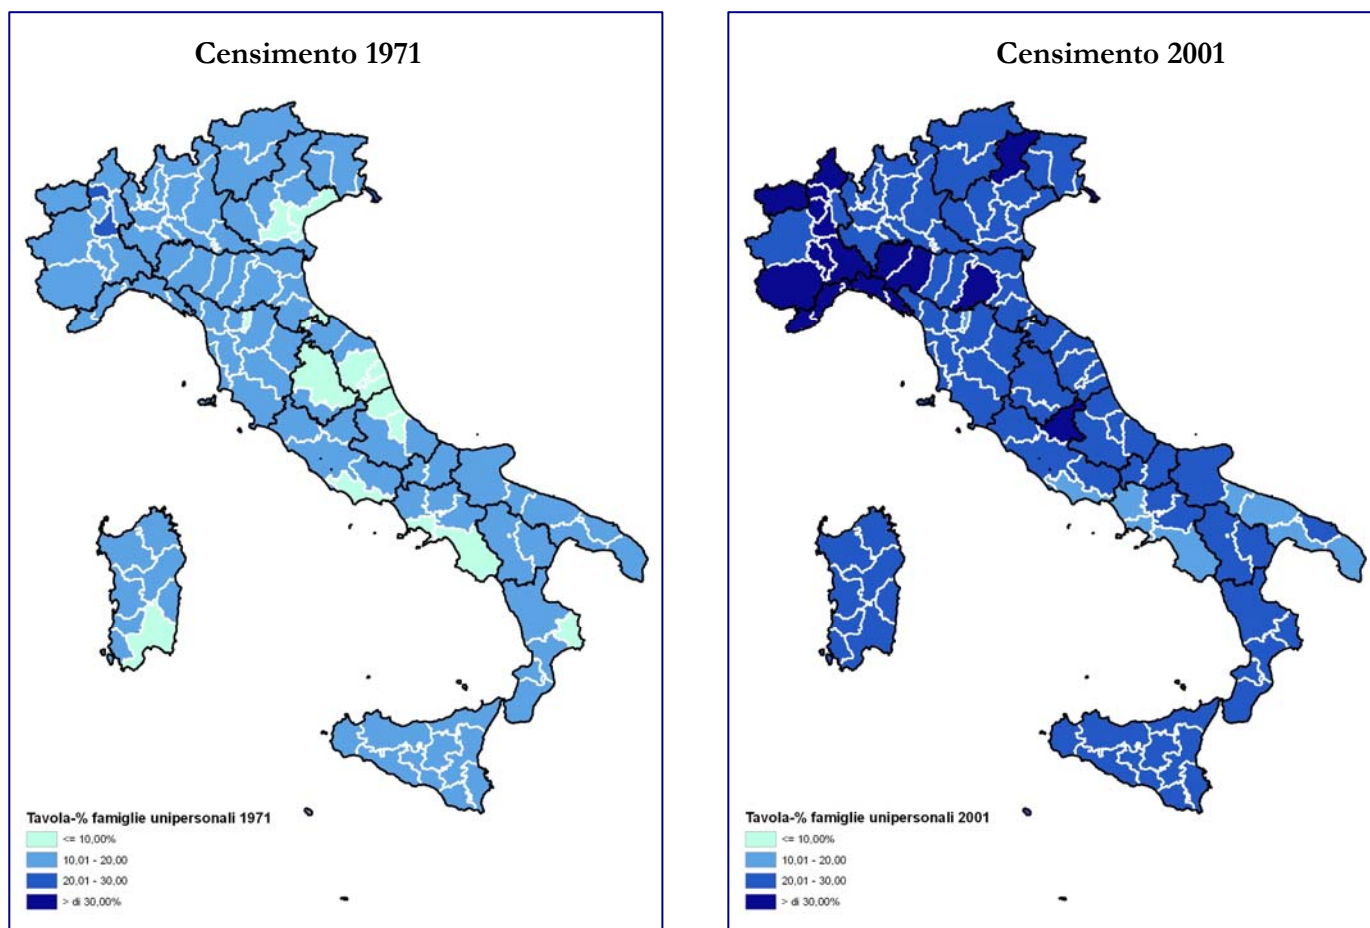 Censimento 1971
Tavola-% famiglie unipersonali 1971
<= 10,00%
10,01 - 20,00
20,01 - 30,00
> di 30,00%
Censimento 2001
Tavola-% famiglie unipersonali 2001
<= 10,00%
10,01 - 20,00
20,01 - 30,00
> di 30,00%